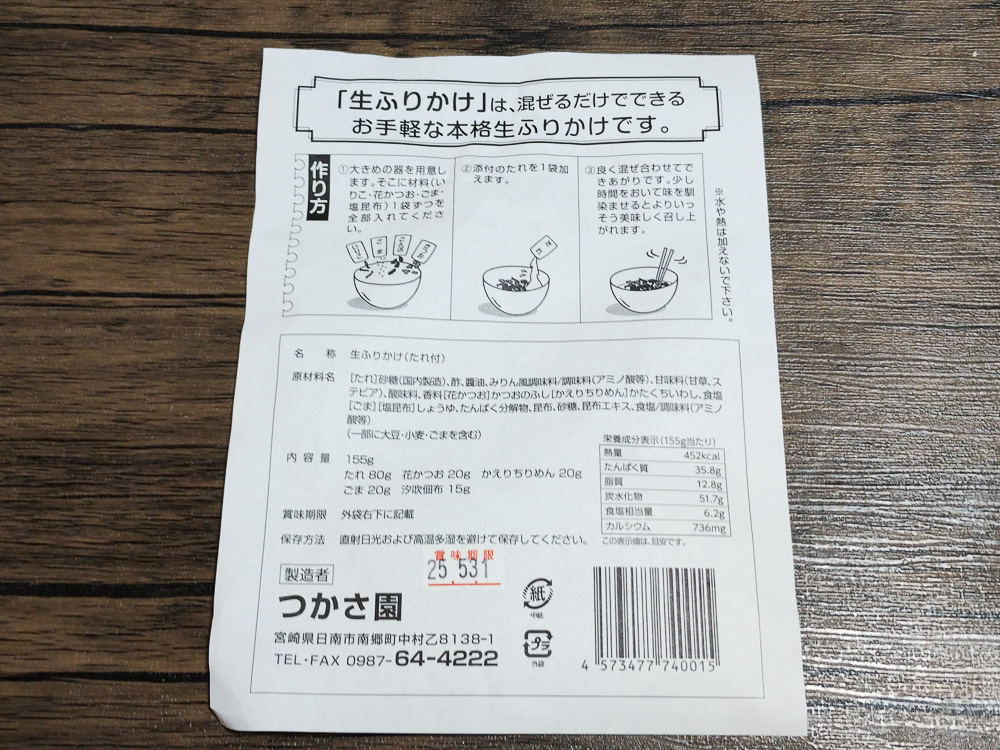 「生ふりかけ」は、混ぜるだけでできる
お手軽な本格生ふりかけです。
作り方
①大きめの器を用意し
ます。そこに材料(い
りこ・花かつお・ごま・
塩昆布)1袋ずつを
全部入れてくださ
い。
②添付のたれを1袋加
えます。
③良く混ぜ合わせてで
きあがりです。少し
時間をおいて味を馴
染ませるとよりいっ
そう美味しく召し上
がれます。
※水や熱は加えないで下さい。
ごま
たれ
名称 生ふりかけ(たれ付)
原材料名 [たれ]砂糖(国内製造)、酢、醤油、みりん風調味料/調味料(アミノ酸等)、甘味料(甘草、ス
テビア)、酸味料、香料[花かつお]かつおのふし[かえりちりめん]かたくちいわし、食塩
[ごま][塩昆布]しょうゆ、たんぱく分解物、昆布、砂糖、昆布エキス、食塩/調味料(アミノ
酸等)
(一部に大豆・小麦・ごまを含む)
内容量 155g
たれ 80g 花かつお 20g かえりちりめん 20g
ごま 20g 汐吹佃布 15g
賞味期限 外袋右下に記載
保存方法 直射日光および高温多湿を避けて保存してください。
栄養成分表示(155g当たり)
熱量 452kcal
たんぱく質 35.8g
脂質 12.8g
炭水化物 51.7g
食塩相当量 6.2g
カルシウム 736mg
この表示値は、目安です。
賞味期限
25.5.31
製造者
つかさ園
宮崎県日南市南郷町中村乙8138-1
TEL・FAX 0987-64-4222
紙
中紙
プラ
外袋
4 573477 740015